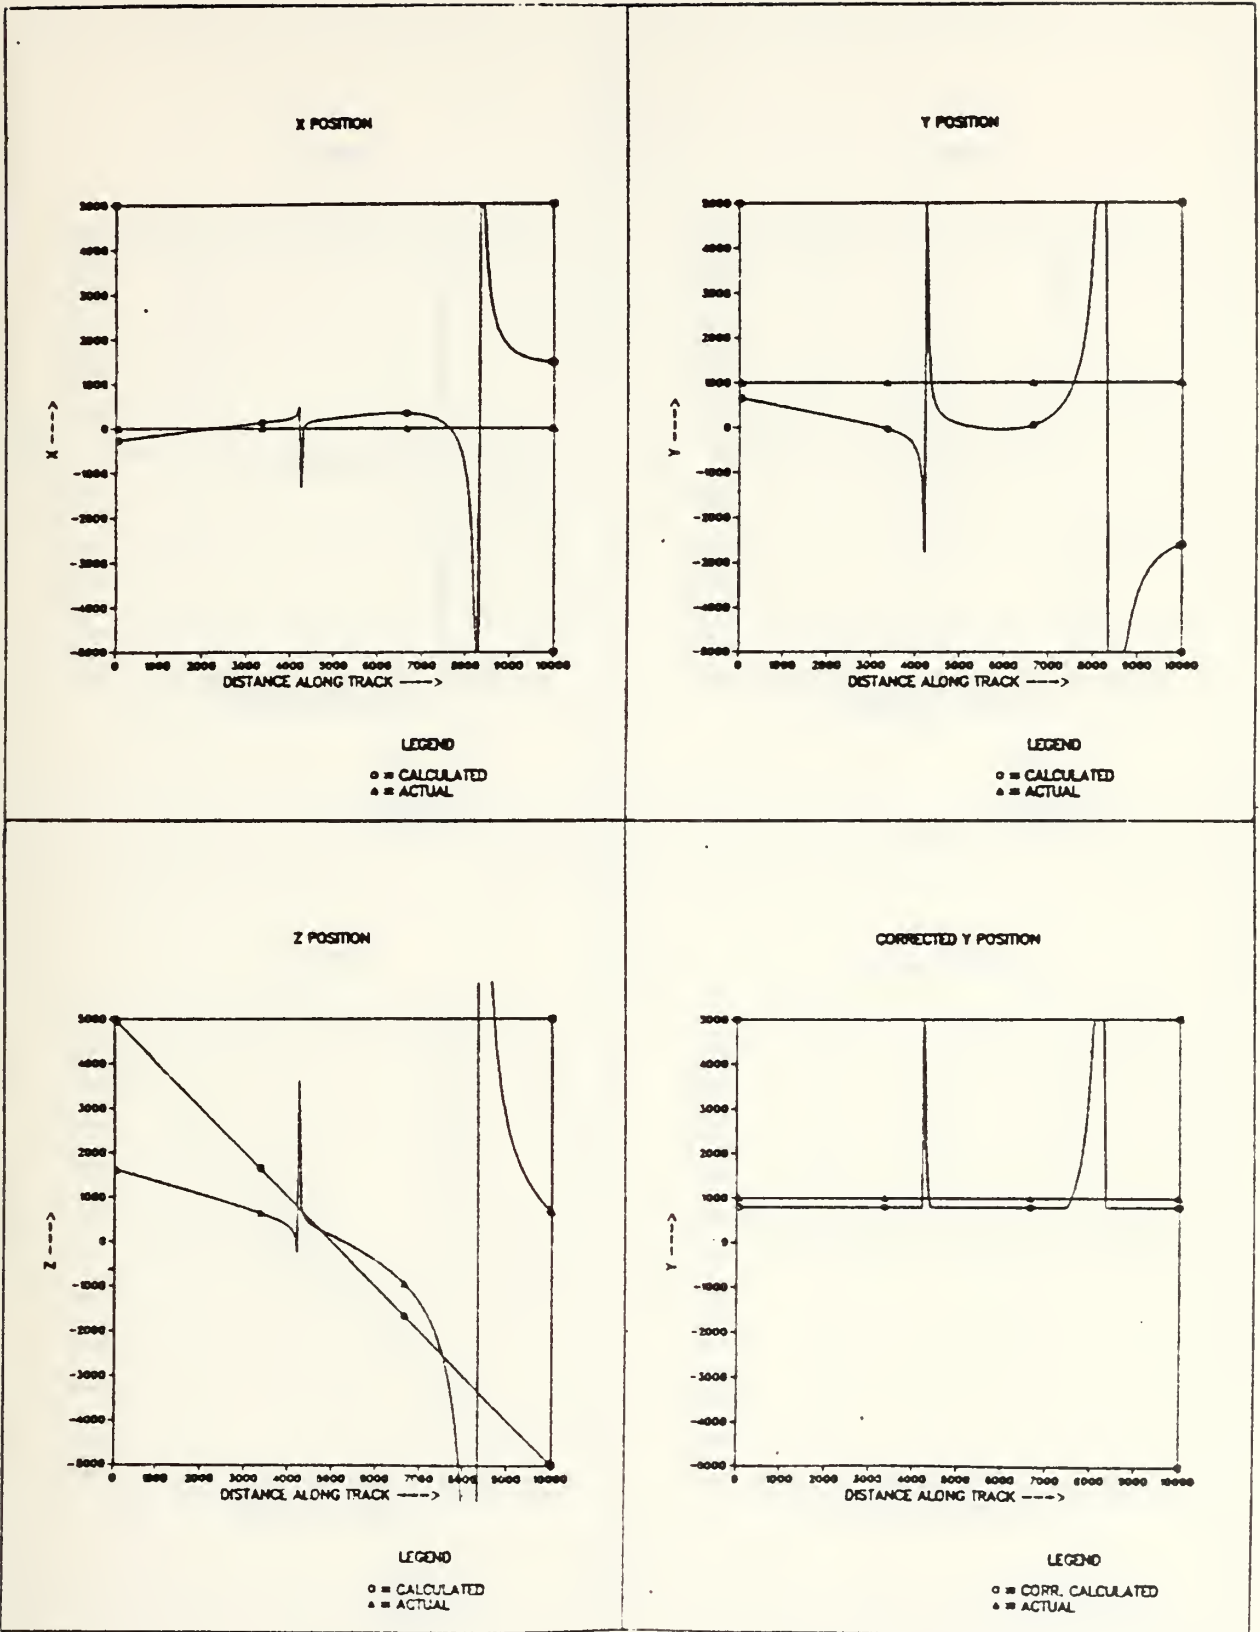 X POSITION
5000
4000
3000
2000
1000
0
-1000
-2000
-3000
-4000
-5000
X ---->
0 1000 2000 3000 4000 5000 6000 7000 8000 9000 10000
DISTANCE ALONG TRACK ---->
LEGEND
o = CALCULATED
▵ = ACTUAL
Y POSITION
5000
4000
3000
2000
1000
0
-1000
-2000
-3000
-4000
-5000
Y ---->
0 1000 2000 3000 4000 5000 6000 7000 8000 9000 10000
DISTANCE ALONG TRACK ---->
LEGEND
o = CALCULATED
▵ = ACTUAL
Z POSITION
5000
4000
3000
2000
1000
0
-1000
-2000
-3000
-4000
-5000
Z ---->
0 1000 2000 3000 4000 5000 6000 7000 8000 9000 10000
DISTANCE ALONG TRACK ---->
LEGEND
o = CALCULATED
▵ = ACTUAL
CORRECTED Y POSITION
5000
4000
3000
2000
1000
0
-1000
-2000
-3000
-4000
-5000
Y ---->
0 1000 2000 3000 4000 5000 6000 7000 8000 9000 10000
DISTANCE ALONG TRACK ---->
LEGEND
o = CORR. CALCULATED
▵ = ACTUAL